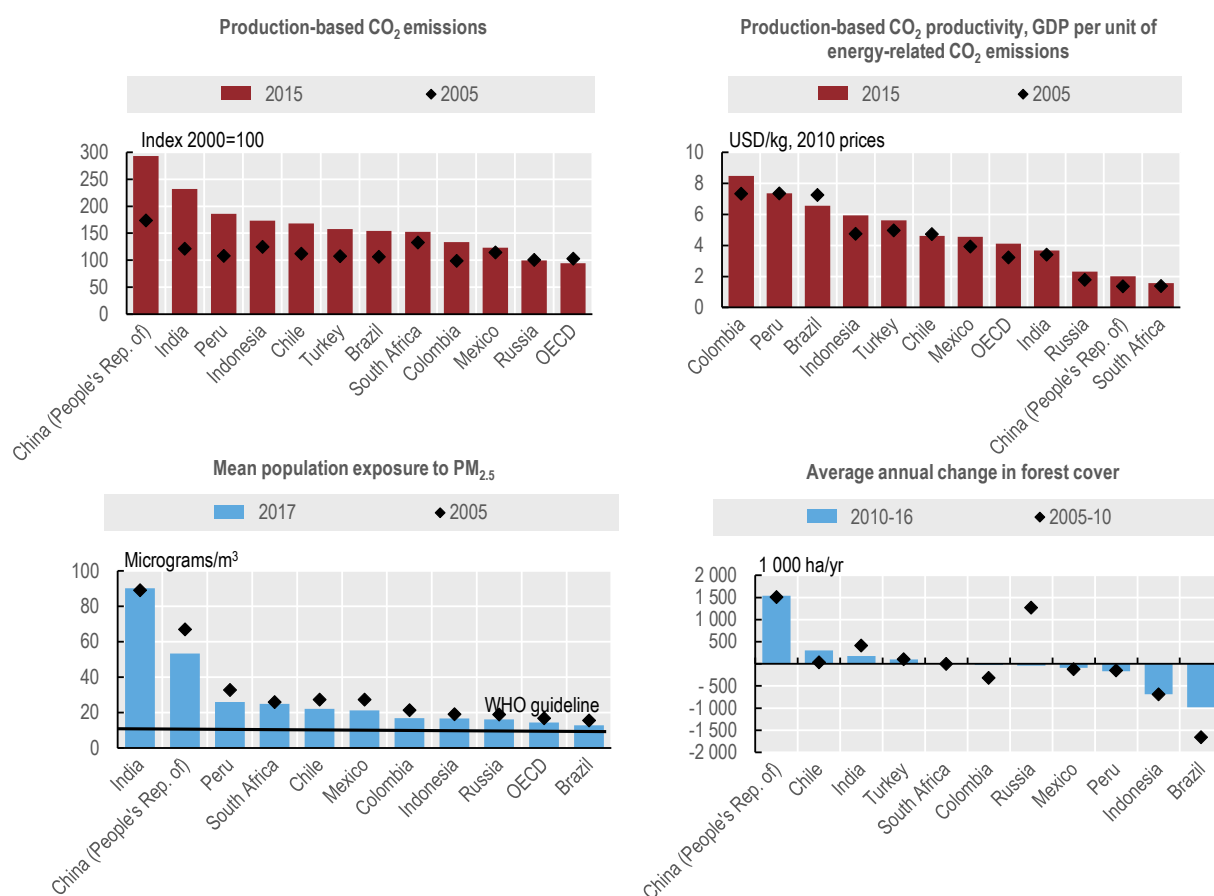 Production-based CO₂ emissions
2015 2005
Index 2000=100
300
250
200
150
100
50
0
China (People's Rep. of)
India
Peru
Indonesia
Chile
Turkey
Brazil
South Africa
Colombia
Mexico
Russia
OECD
Production-based CO₂ productivity, GDP per unit of
energy-related CO₂ emissions
2015 2005
USD/kg, 2010 prices
10
8
6
4
2
0
Colombia
Peru
Brazil
Indonesia
Turkey
Chile
Mexico
OECD
India
Russia
China (People's Rep. of)
South Africa
Mean population exposure to PM₂.₅
2017 2005
Micrograms/m³
100
80
60
40
20
0
WHO guideline
India
China (People's Rep. of)
Peru
South Africa
Chile
Mexico
Colombia
Indonesia
Russia
OECD
Brazil
Average annual change in forest cover
2010-16 2005-10
1 000 ha/yr
2 000
1 500
1 000
500
0
- 500
-1 000
-1 500
-2 000
China (People's Rep. of)
Chile
India
Turkey
South Africa
Colombia
Russia
Mexico
Peru
Indonesia
Brazil